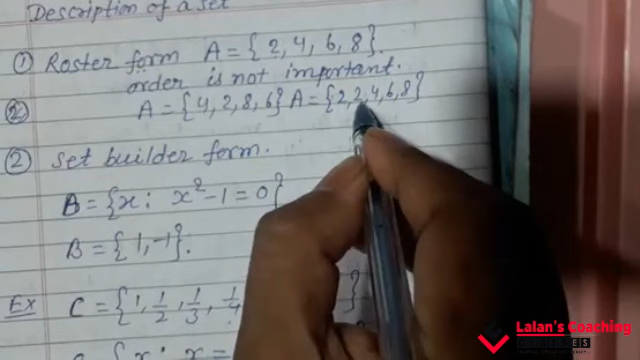 Description of a set
① Roster form A = { 2, 4, 6, 8 }.
order is not important.
② A = { 4, 2, 8, 6 } A = { 2, 2, 4, 6, 8 }
② Set builder form.
B = { x : x² - 1 = 0 }
B = { 1, -1 }.
Ex C = { 1, 1/2, 1/3, 1/4 }
{ x : x =
Lalan's Coaching